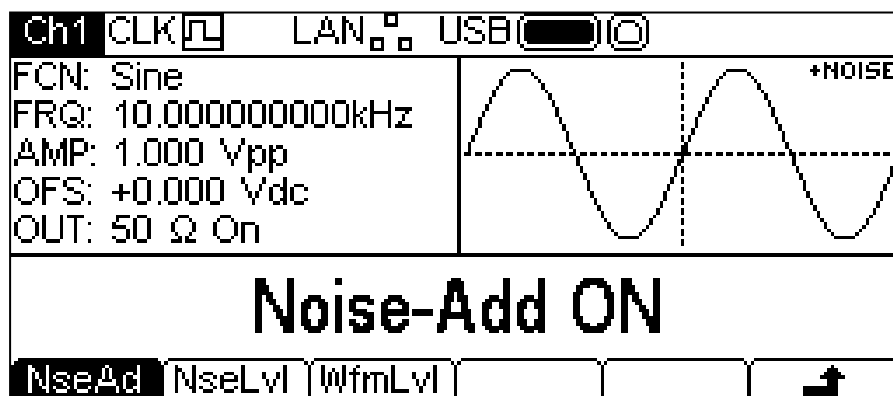 Ch1 CLK LAN USB
FCN: Sine
FRQ: 10.000000000kHz
AMP: 1.000 Vpp
OFS: +0.000 Vdc
OUT: 50 Ω On
+NOISE
Noise-Add ON
NseAd NseLvl WfmLvl